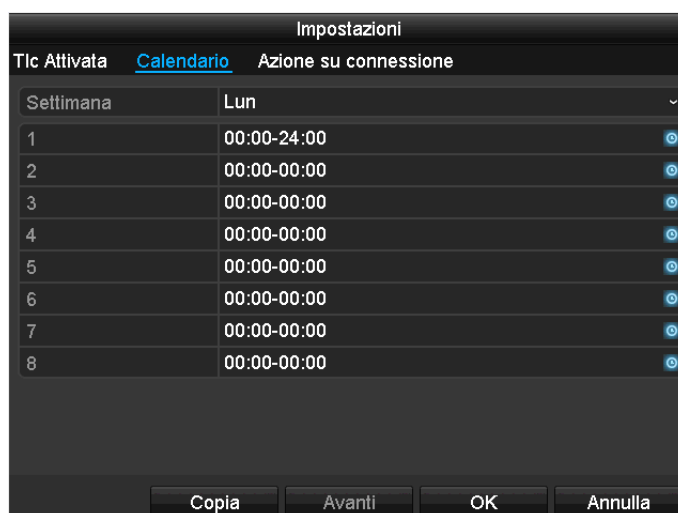 Impostazioni
Tlc Attivata Calendario Azione su connessione
Settimana Lun
1 00:00-24:00
2 00:00-00:00
3 00:00-00:00
4 00:00-00:00
5 00:00-00:00
6 00:00-00:00
7 00:00-00:00
8 00:00-00:00
Copia Avanti OK Annulla